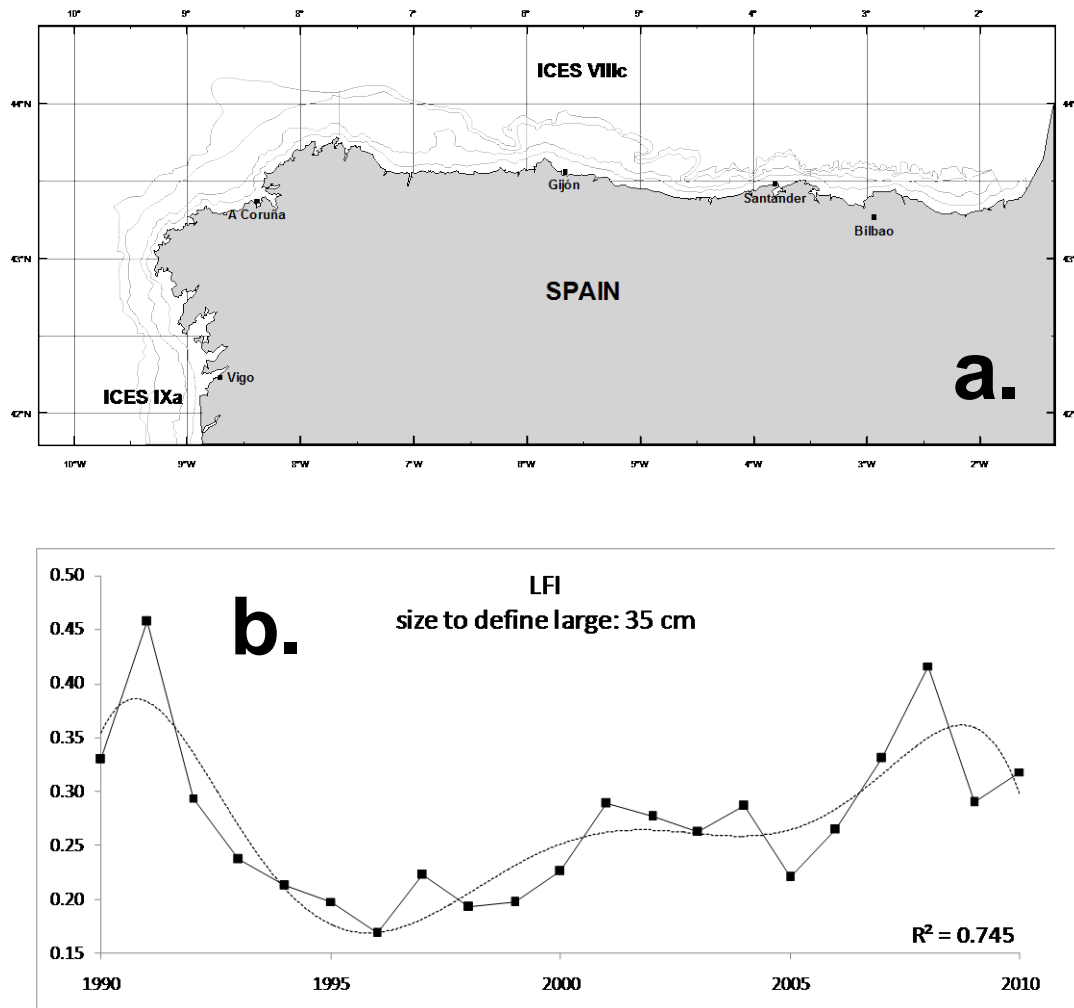 10°W 9° 8° 7° 6° 5° 4° 3° 2°
ICES VIIIc
44°N 44°
Gijón
A Coruña
Santander
Bilbao
43°N 43°
SPAIN
a.
Vigo
ICES IXa
42°N 42°
10°W 9°W 8°W 7°W 6°W 5°W 4°W 3°W 2°W
0.50
LFI
size to define large: 35 cm
b.
0.45
0.40
0.35
0.30
0.25
0.20
0.15
R² = 0.745
1990 1995 2000 2005 2010